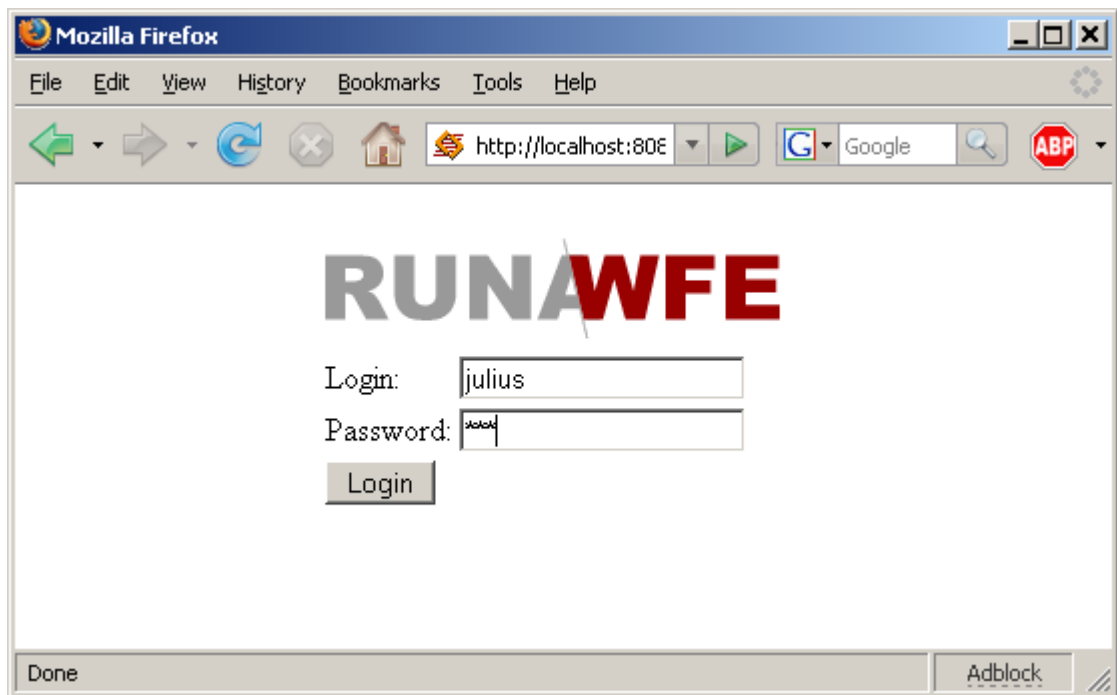 Mozilla Firefox
File Edit View History Bookmarks Tools Help
http://localhost:808 G Google ABP
RUNAWFE
Login: julius
Password: ***
Login
Done Adblock